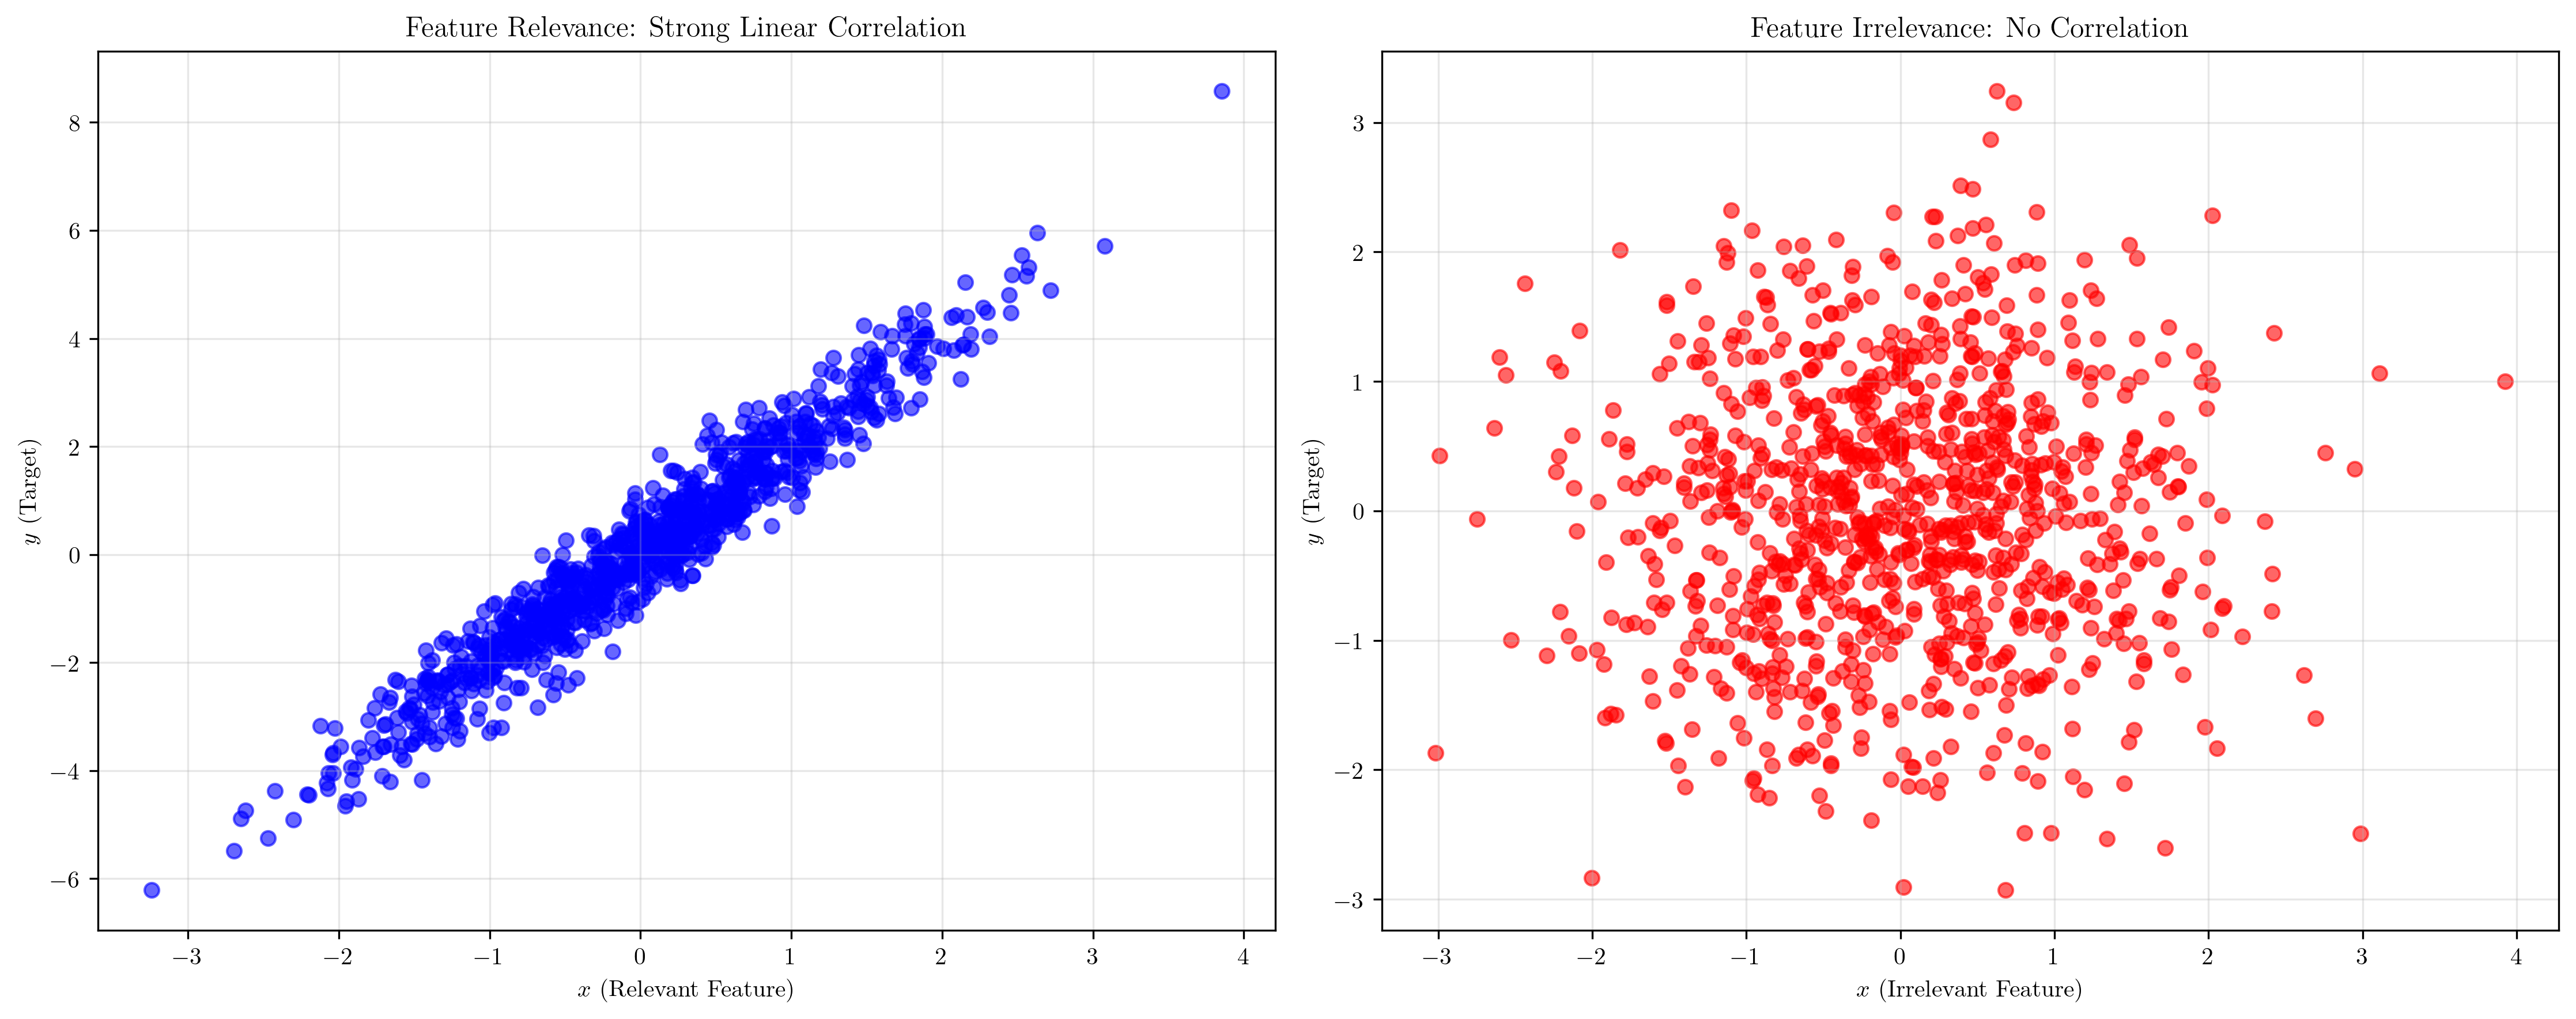 Feature Relevance: Strong Linear Correlation
8
6
4
2
0
−2
−4
−6
y (Target)
−3 −2 −1 0 1 2 3 4
x (Relevant Feature)
Feature Irrelevance: No Correlation
3
2
1
0
−1
−2
−3
y (Target)
−3 −2 −1 0 1 2 3 4
x (Irrelevant Feature)